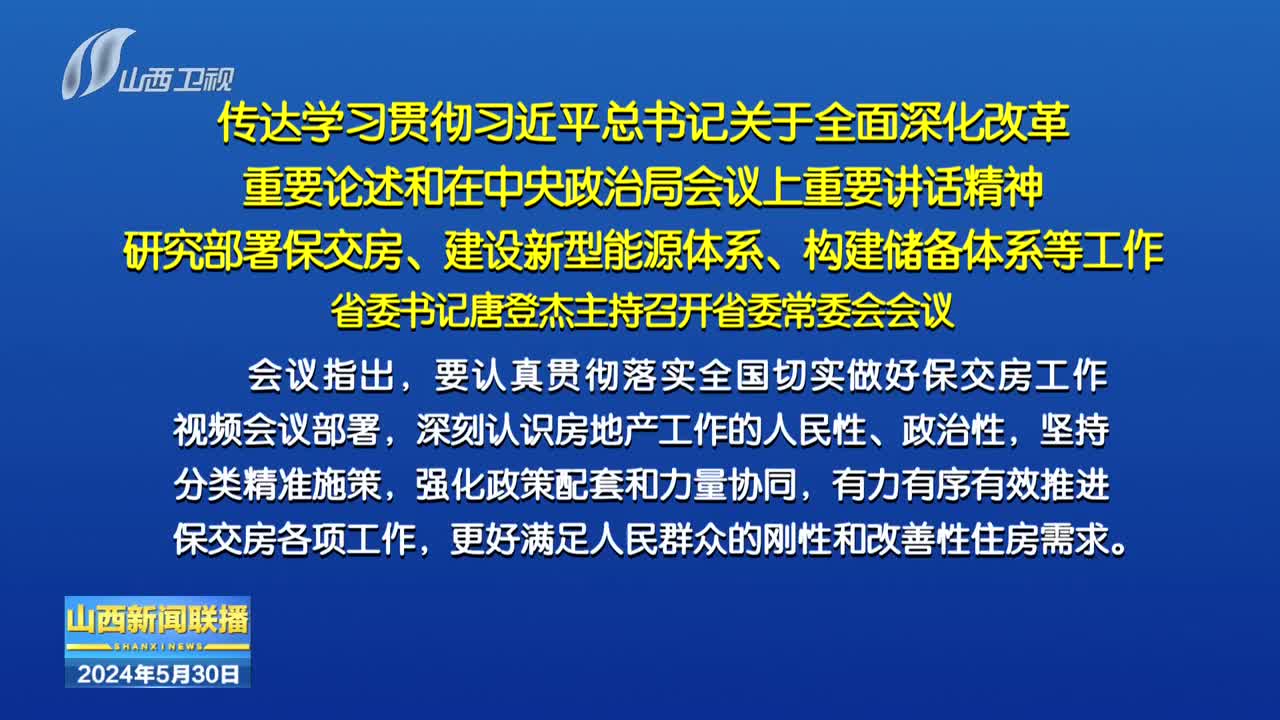 山西卫视
传达学习贯彻习近平总书记关于全面深化改革
重要论述和在中央政治局会议上重要讲话精神
研究部署保交房、建设新型能源体系、构建储备体系等工作
省委书记唐登杰主持召开省委常委会会议
会议指出，要认真贯彻落实全国切实做好保交房工作
视频会议部署，深刻认识房地产工作的人民性、政治性，坚持
分类精准施策，强化政策配套和力量协同，有力有序有效推进
保交房各项工作，更好满足人民群众的刚性和改善性住房需求。
山西新闻联播
SHANXI NEWS
2024年5月30日